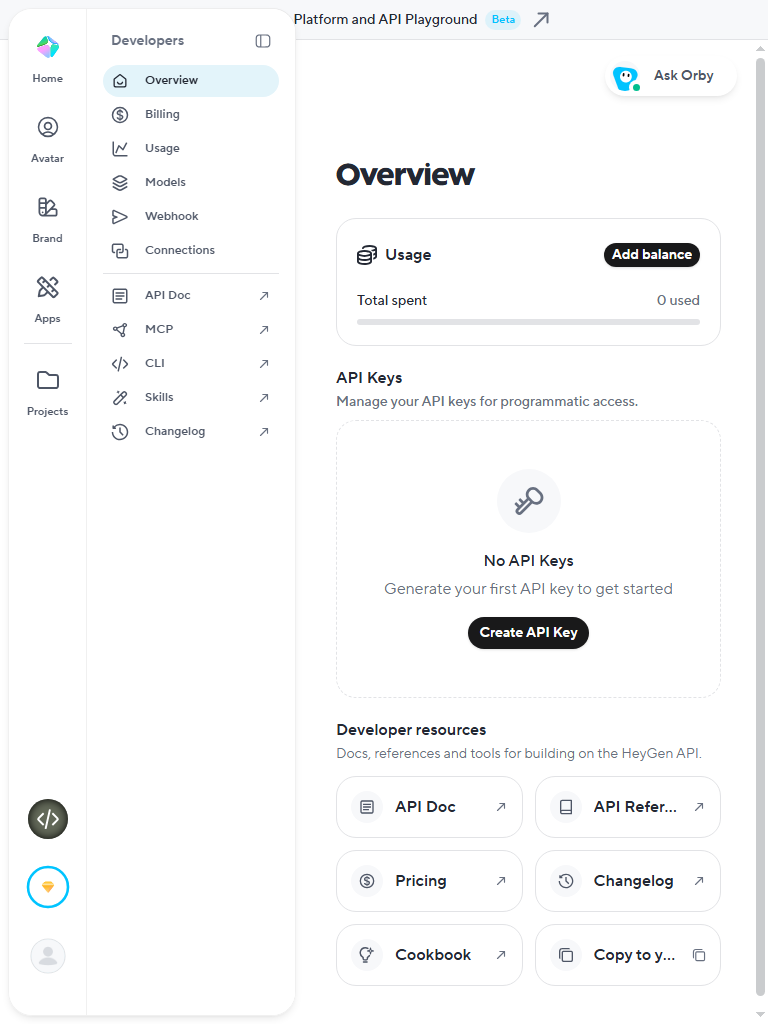 Platform and API Playground Beta
Home
Avatar
Brand
Apps
Projects
Developers
Overview
Billing
Usage
Models
Webhook
Connections
API Doc
MCP
CLI
Skills
Changelog
Ask Orby
Overview
Usage
Add balance
Total spent
0 used
API Keys
Manage your API keys for programmatic access.
No API Keys
Generate your first API key to get started
Create API Key
Developer resources
Docs, references and tools for building on the HeyGen API.
API Doc
API Refer...
Pricing
Changelog
Cookbook
Copy to y...